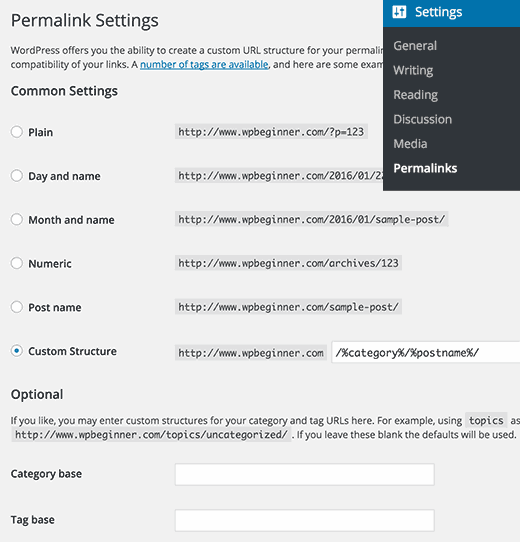 Permalink Settings
WordPress offers you the ability to create a custom URL structure for your
compatibility of your links. A number of tags are available, and here are some
Common Settings
Plain http://www.wpbeginner.com/?p=123
Day and name http://www.wpbeginner.com/2016/01/
Month and name http://www.wpbeginner.com/2016/01/sample-post/
Numeric http://www.wpbeginner.com/archives/123
Post name http://www.wpbeginner.com/sample-post/
Custom Structure http://www.wpbeginner.com /%category%/%postname%/
Optional
If you like, you may enter custom structures for your category and tag URLs here. For example, using topics as
http://www.wpbeginner.com/topics/uncategorized/ . If you leave these blank the defaults will be used.
Category base
Tag base
Settings
General
Writing
Reading
Discussion
Media
Permalinks